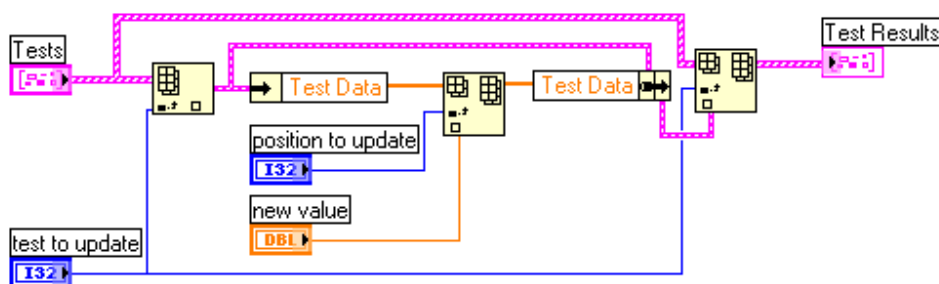 Tests
Test Results
Test Data
Test Data
position to update
I32
new value
DBL
test to update
I32